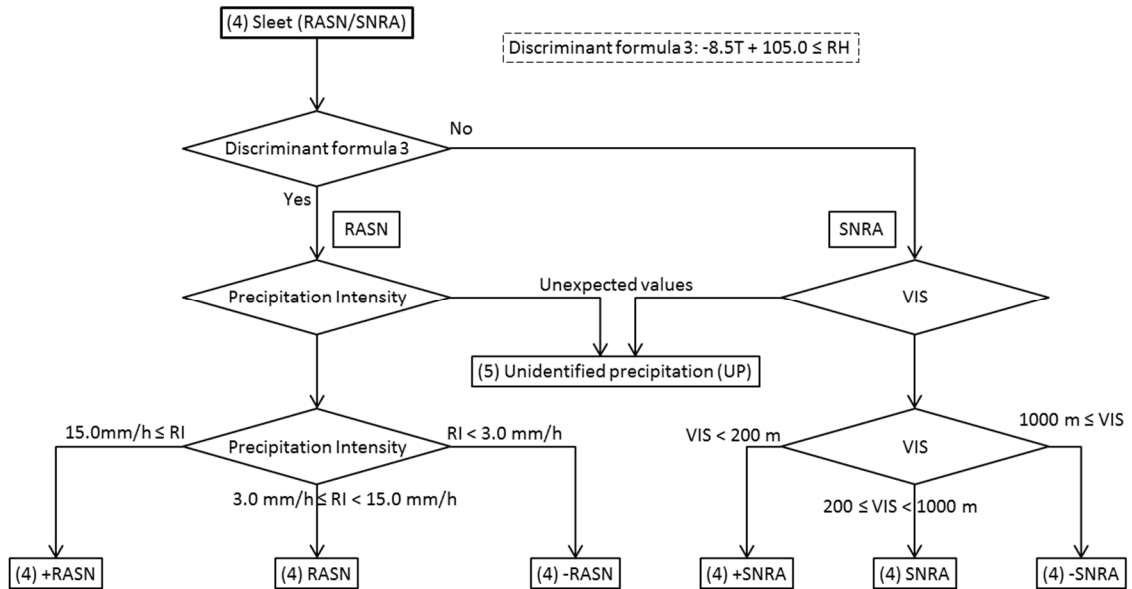 (4) Sleet (RASN/SNRA)
Discriminant formula 3: -8.5T + 105.0 ≤ RH
No
Discriminant formula 3
Yes
RASN
SNRA
Unexpected values
Precipitation Intensity
VIS
(5) Unidentified precipitation (UP)
15.0mm/h ≤ RI
Precipitation Intensity
RI < 3.0 mm/h
VIS < 200 m
VIS
1000 m ≤ VIS
3.0 mm/h ≤ RI < 15.0 mm/h
200 ≤ VIS < 1000 m
(4) +RASN
(4) RASN
(4) -RASN
(4) +SNRA
(4) SNRA
(4) -SNRA